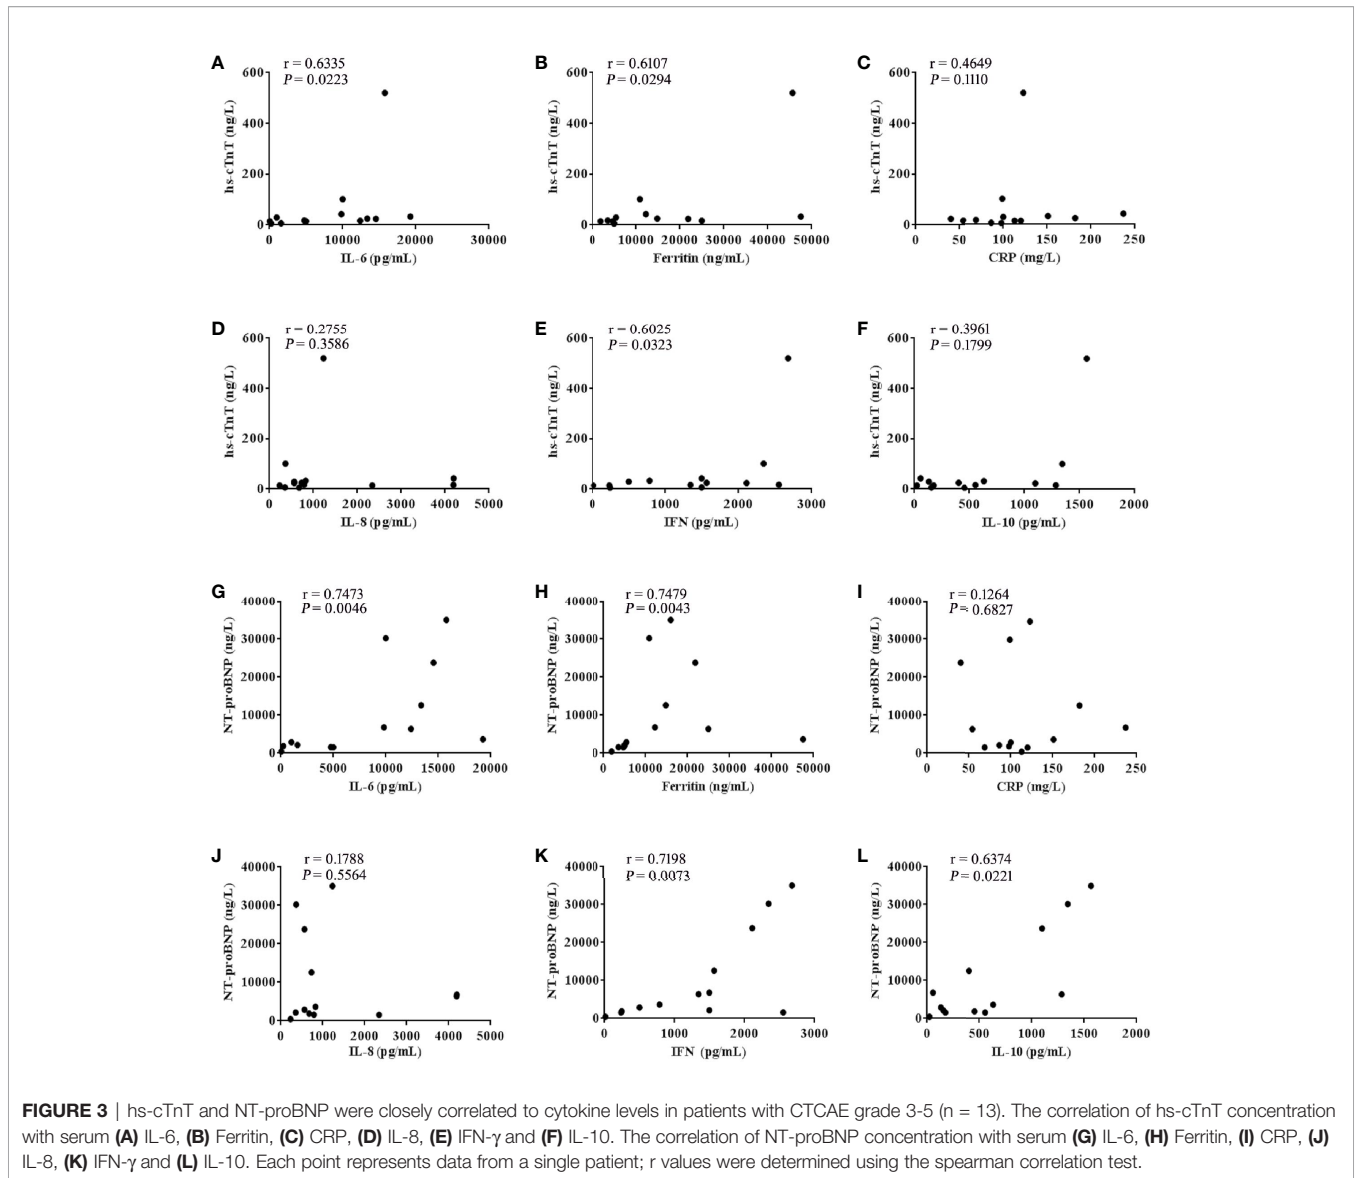 A
r = 0.6335
P = 0.0223
hs-cTnT (ng/L)
600
400
200
0
0 10000 20000 30000
IL-6 (pg/mL)
B
r = 0.6107
P = 0.0294
hs-cTnT (ng/L)
600
400
200
0
0 10000 20000 30000 40000 50000
Ferritin (ng/mL)
C
r = 0.4649
P = 0.1110
hs-cTnT (ng/L)
600
400
200
0
0 50 100 150 200 250
CRP (mg/L)
D
r = 0.2755
P = 0.3586
hs-cTnT (ng/L)
600
400
200
0
0 1000 2000 3000 4000 5000
IL-8 (pg/mL)
E
r = 0.6025
P = 0.0323
hs-cTnT (ng/L)
600
400
200
0
0 1000 2000 3000
IFN (pg/mL)
F
r = 0.3961
P = 0.1799
hs-cTnT (ng/L)
600
400
200
0
0 500 1000 1500 2000
IL-10 (pg/mL)
G
r = 0.7473
P = 0.0046
NT-proBNP (ng/L)
40000
30000
20000
10000
0
0 5000 10000 15000 20000
IL-6 (pg/mL)
H
r = 0.7479
P = 0.0043
NT-proBNP (ng/L)
40000
30000
20000
10000
0
0 10000 20000 30000 40000 50000
Ferritin (ng/mL)
I
r = 0.1264
P = 0.6827
NT-proBNP (ng/L)
40000
30000
20000
10000
0
0 50 100 150 200 250
CRP (mg/L)
J
r = 0.1788
P = 0.5564
NT-proBNP (ng/L)
40000
30000
20000
10000
0
0 1000 2000 3000 4000 5000
IL-8 (pg/mL)
K
r = 0.7198
P = 0.0073
NT-proBNP (ng/L)
40000
30000
20000
10000
0
0 1000 2000 3000
IFN (pg/mL)
L
r = 0.6374
P = 0.0221
NT-proBNP (ng/L)
40000
30000
20000
10000
0
0 500 1000 1500 2000
IL-10 (pg/mL)
FIGURE 3 | hs-cTnT and NT-proBNP were closely correlated to cytokine levels in patients with CTCAE grade 3-5 (n = 13). The correlation of hs-cTnT concentration
with serum (A) IL-6, (B) Ferritin, (C) CRP, (D) IL-8, (E) IFN-γ and (F) IL-10. The correlation of NT-proBNP concentration with serum (G) IL-6, (H) Ferritin, (I) CRP, (J)
IL-8, (K) IFN-γ and (L) IL-10. Each point represents data from a single patient; r values were determined using the spearman correlation test.